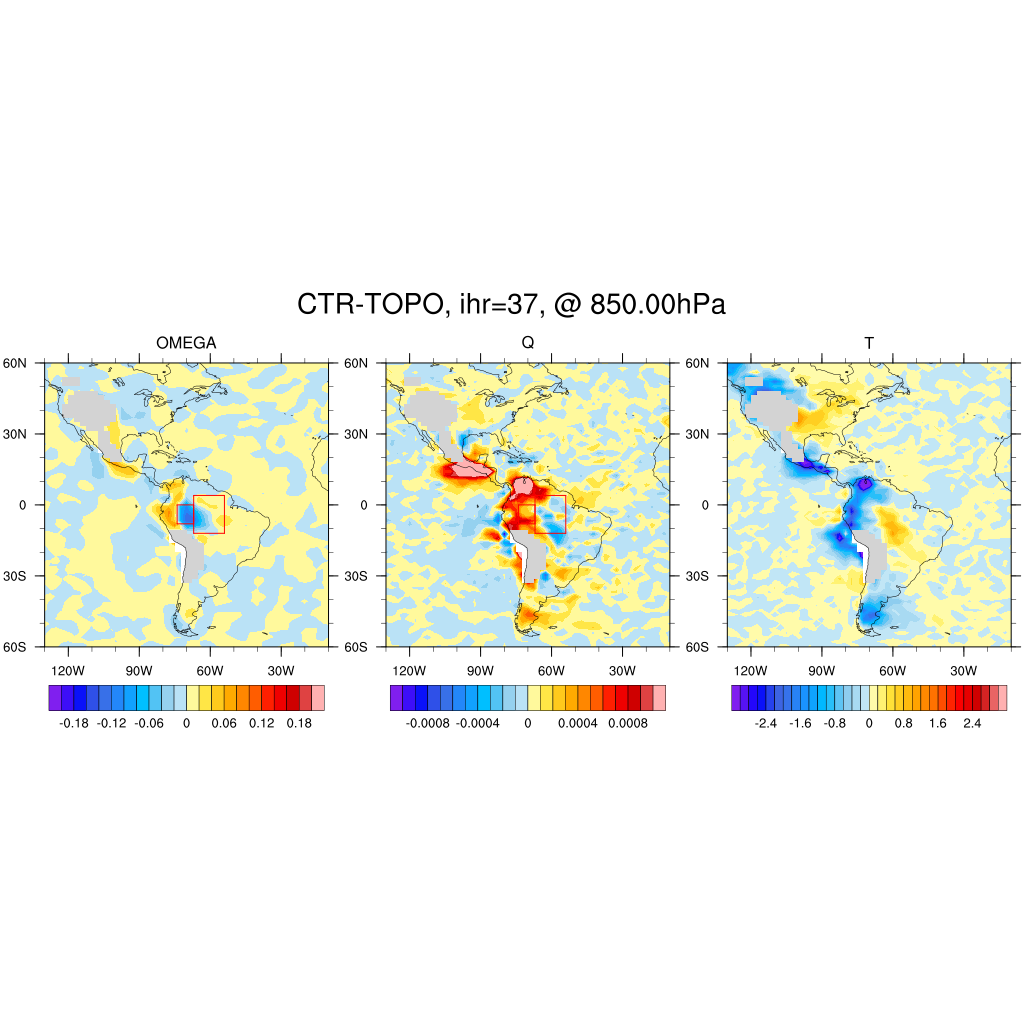 CTR-TOPO, ihr=37, @ 850.00hPa
OMEGA
Q
T
60N
30N
0
30S
60S
120W 90W 60W 30W
60N
30N
0
30S
60S
120W 90W 60W 30W
60N
30N
0
30S
60S
120W 90W 60W 30W
-0.18 -0.12 -0.06 0 0.06 0.12 0.18
-0.0008 -0.0004 0 0.0004 0.0008
-2.4 -1.6 -0.8 0 0.8 1.6 2.4